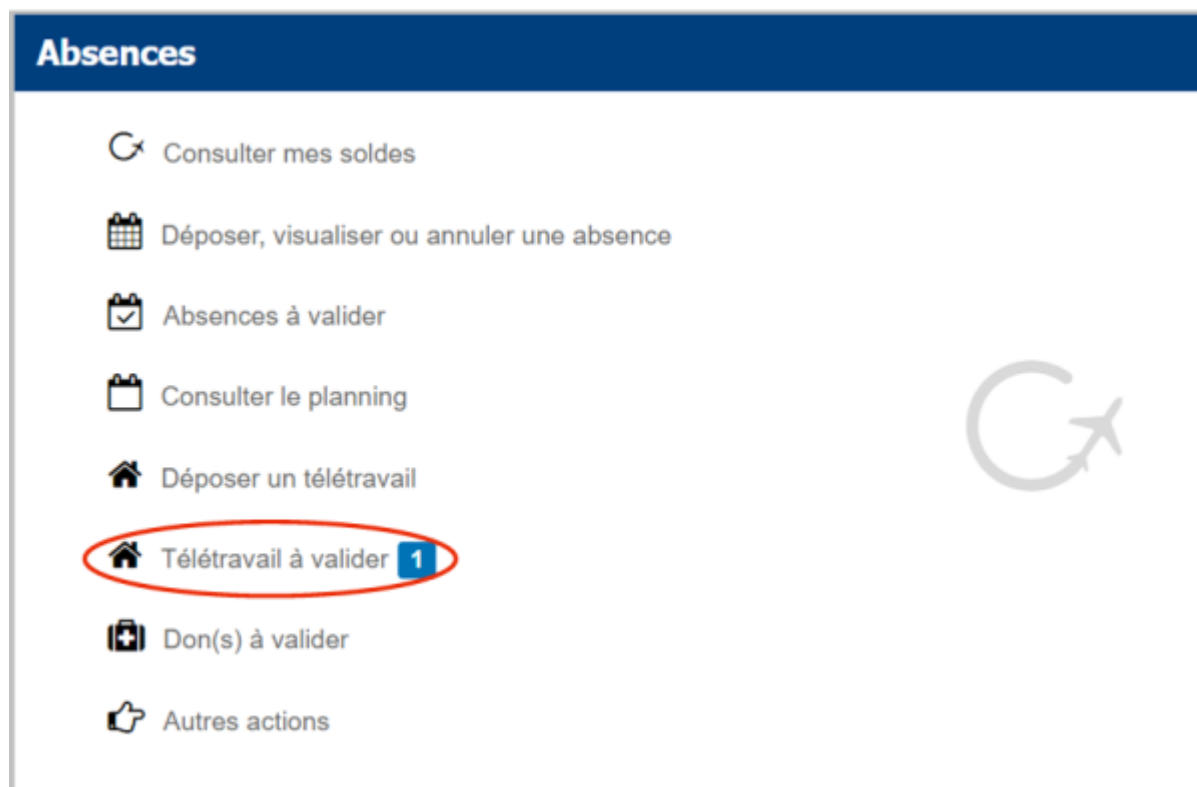 Absences
Consulter mes soldes
Déposer, visualiser ou annuler une absence
Absences à valider
Consulter le planning
Déposer un télétravail
Télétravail à valider 1
Don(s) à valider
Autres actions